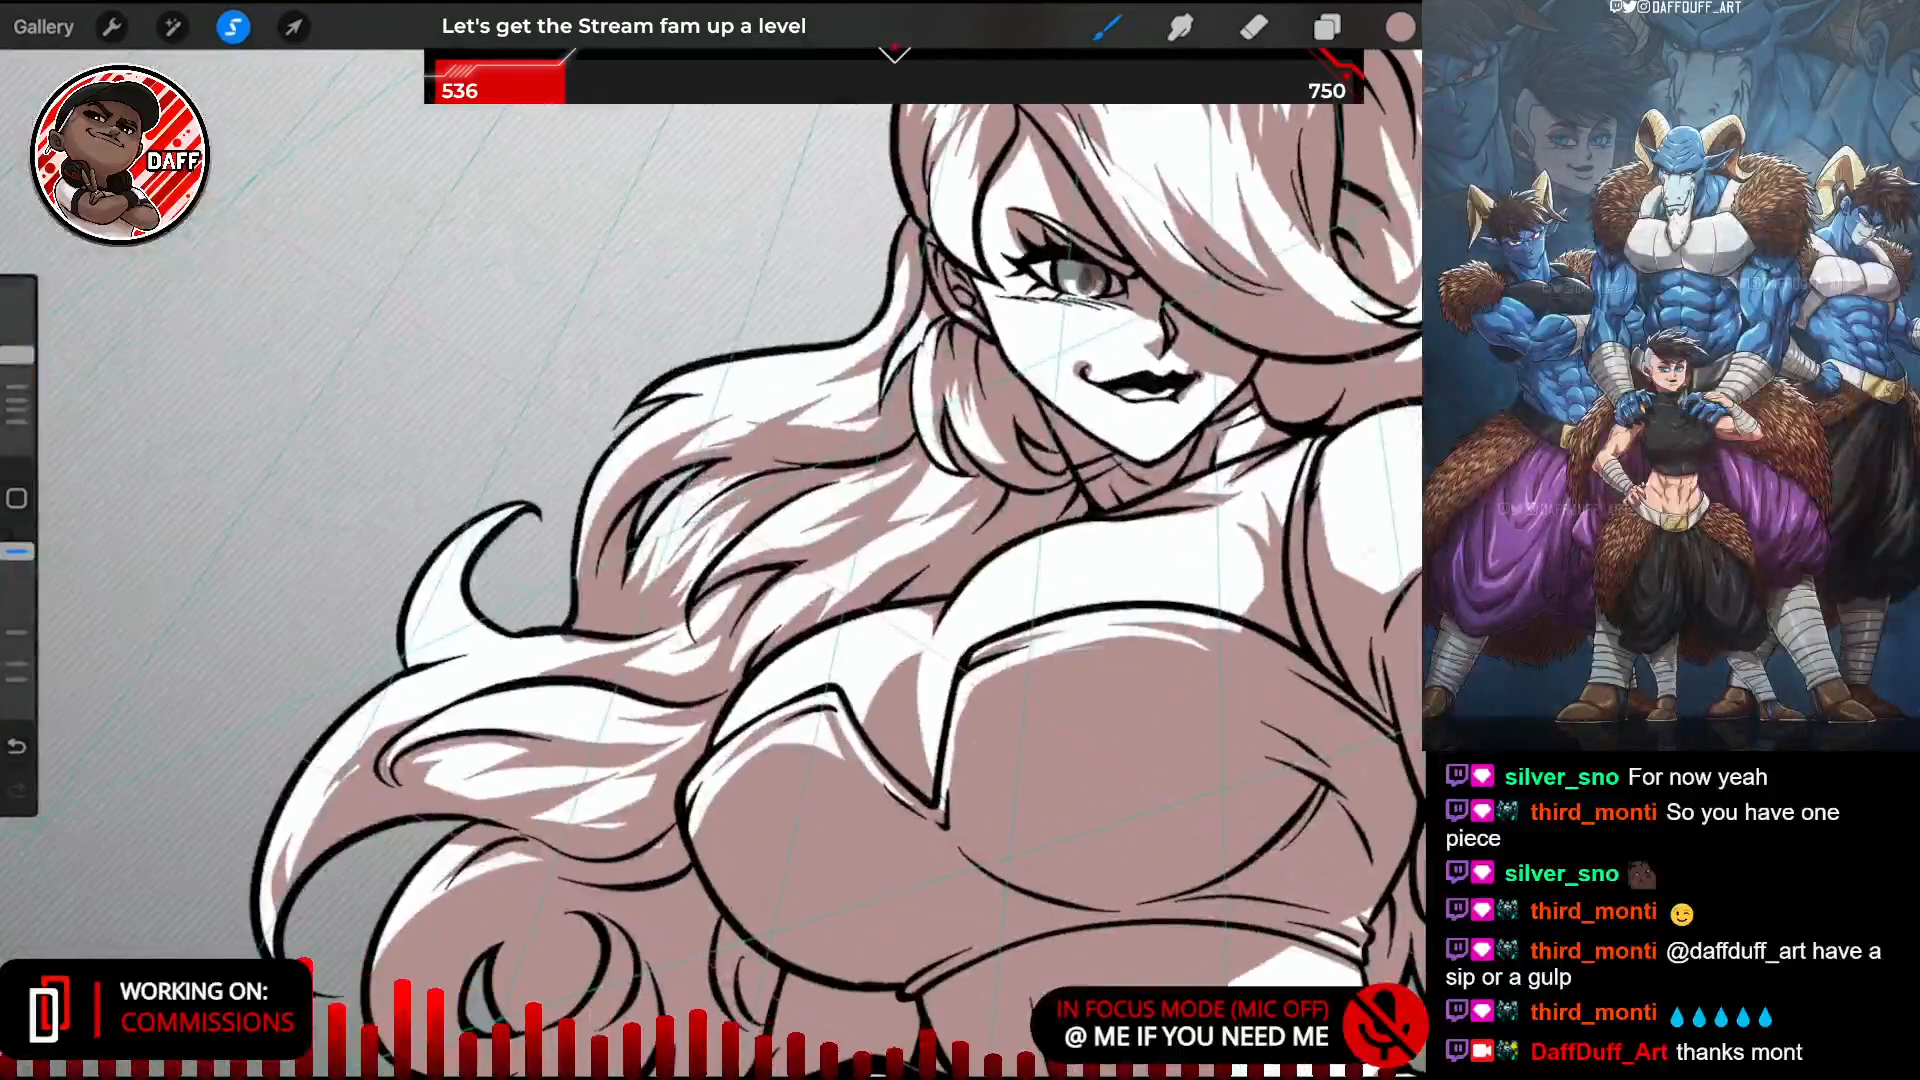 Gallery
Let's get the Stream fam up a level
536
750
DAFF
DAFFDUFF_ART
silver_sno For now yeah
third_monti So you have one
piece
silver_sno
third_monti 😉
third_monti @daffduff_art have a
sip or a gulp
third_monti 💧💧💧💧💧
DaffDuff_Art thanks mont
WORKING ON:
COMMISSIONS
IN FOCUS MODE (MIC OFF)
@ ME IF YOU NEED ME